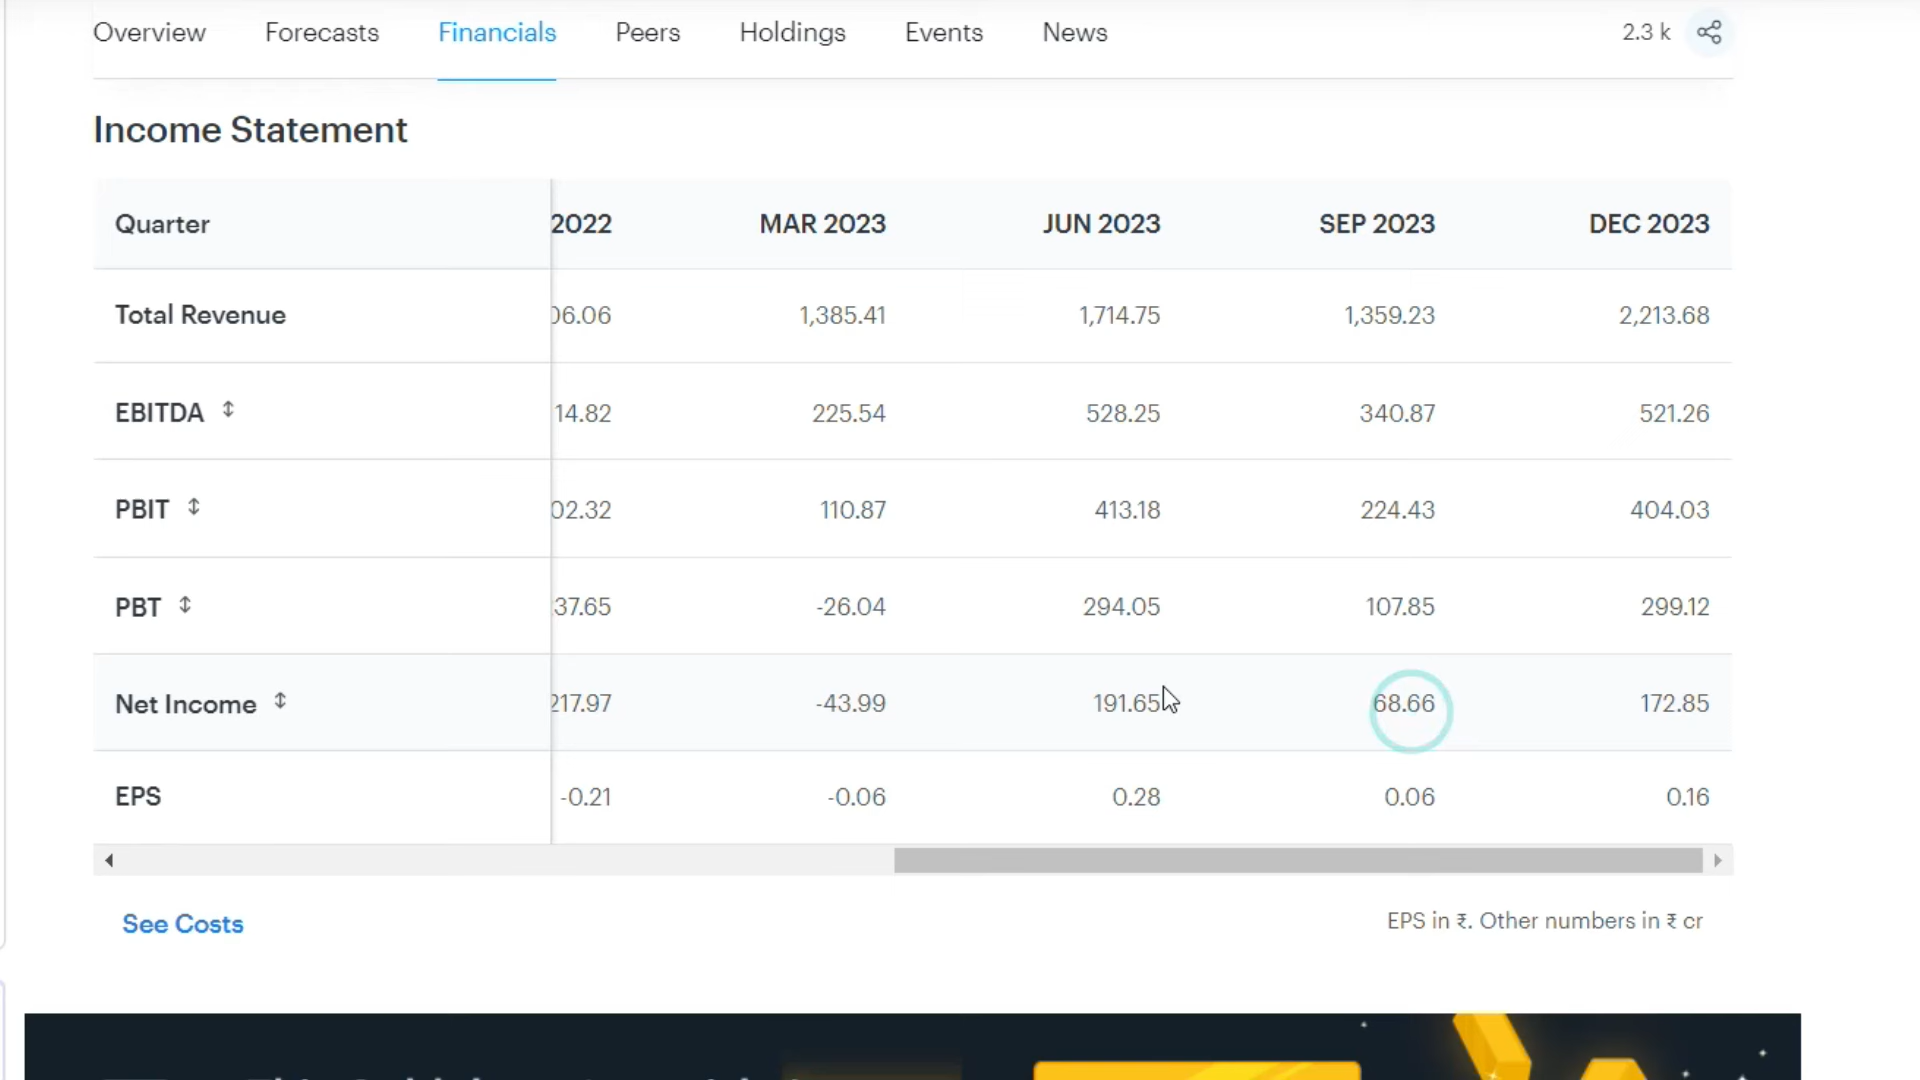 Overview Forecasts Financials Peers Holdings Events News 2.3 k
Income Statement
Quarter 2022 MAR 2023 JUN 2023 SEP 2023 DEC 2023
Total Revenue 06.06 1,385.41 1,714.75 1,359.23 2,213.68
EBITDA 14.82 225.54 528.25 340.87 521.26
PBIT 02.32 110.87 413.18 224.43 404.03
PBT 37.65 -26.04 294.05 107.85 299.12
Net Income 217.97 -43.99 191.65 68.66 172.85
EPS -0.21 -0.06 0.28 0.06 0.16
See Costs EPS in ₹. Other numbers in ₹ cr